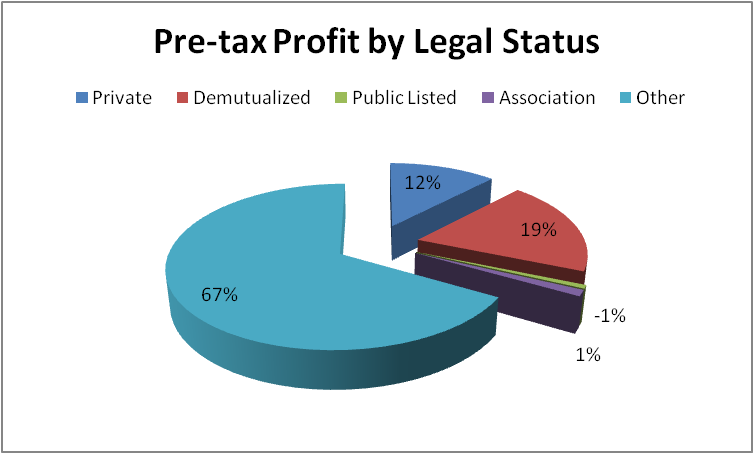 Pre-tax Profit by Legal Status
Private Demutualized Public Listed Association Other
12%
19%
67%
-1%
1%